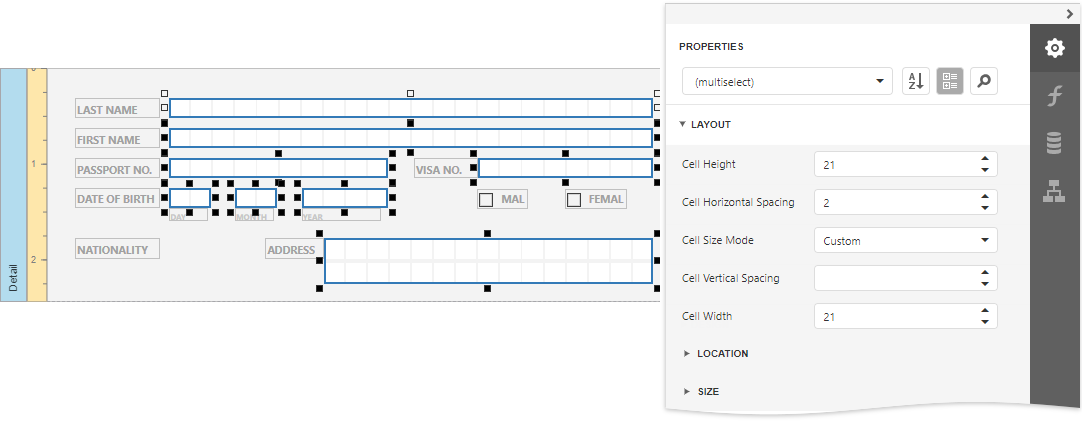 PROPERTIES
(multiselect)
A
Z
LAYOUT
Cell Height
21
Cell Horizontal Spacing
2
Cell Size Mode
Custom
Cell Vertical Spacing
Cell Width
21
LOCATION
SIZE
Detail
1
2
LAST NAME
FIRST NAME
PASSPORT NO.
VISA NO.
DATE OF BIRTH
MAL
FEMAL
DAY
MONTH
YEAR
NATIONALITY
ADDRESS